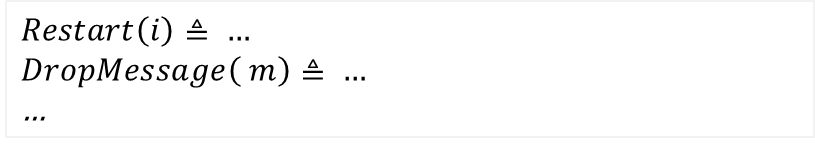 Restart(i) ≜ …
DropMessage( m) ≜ …
…